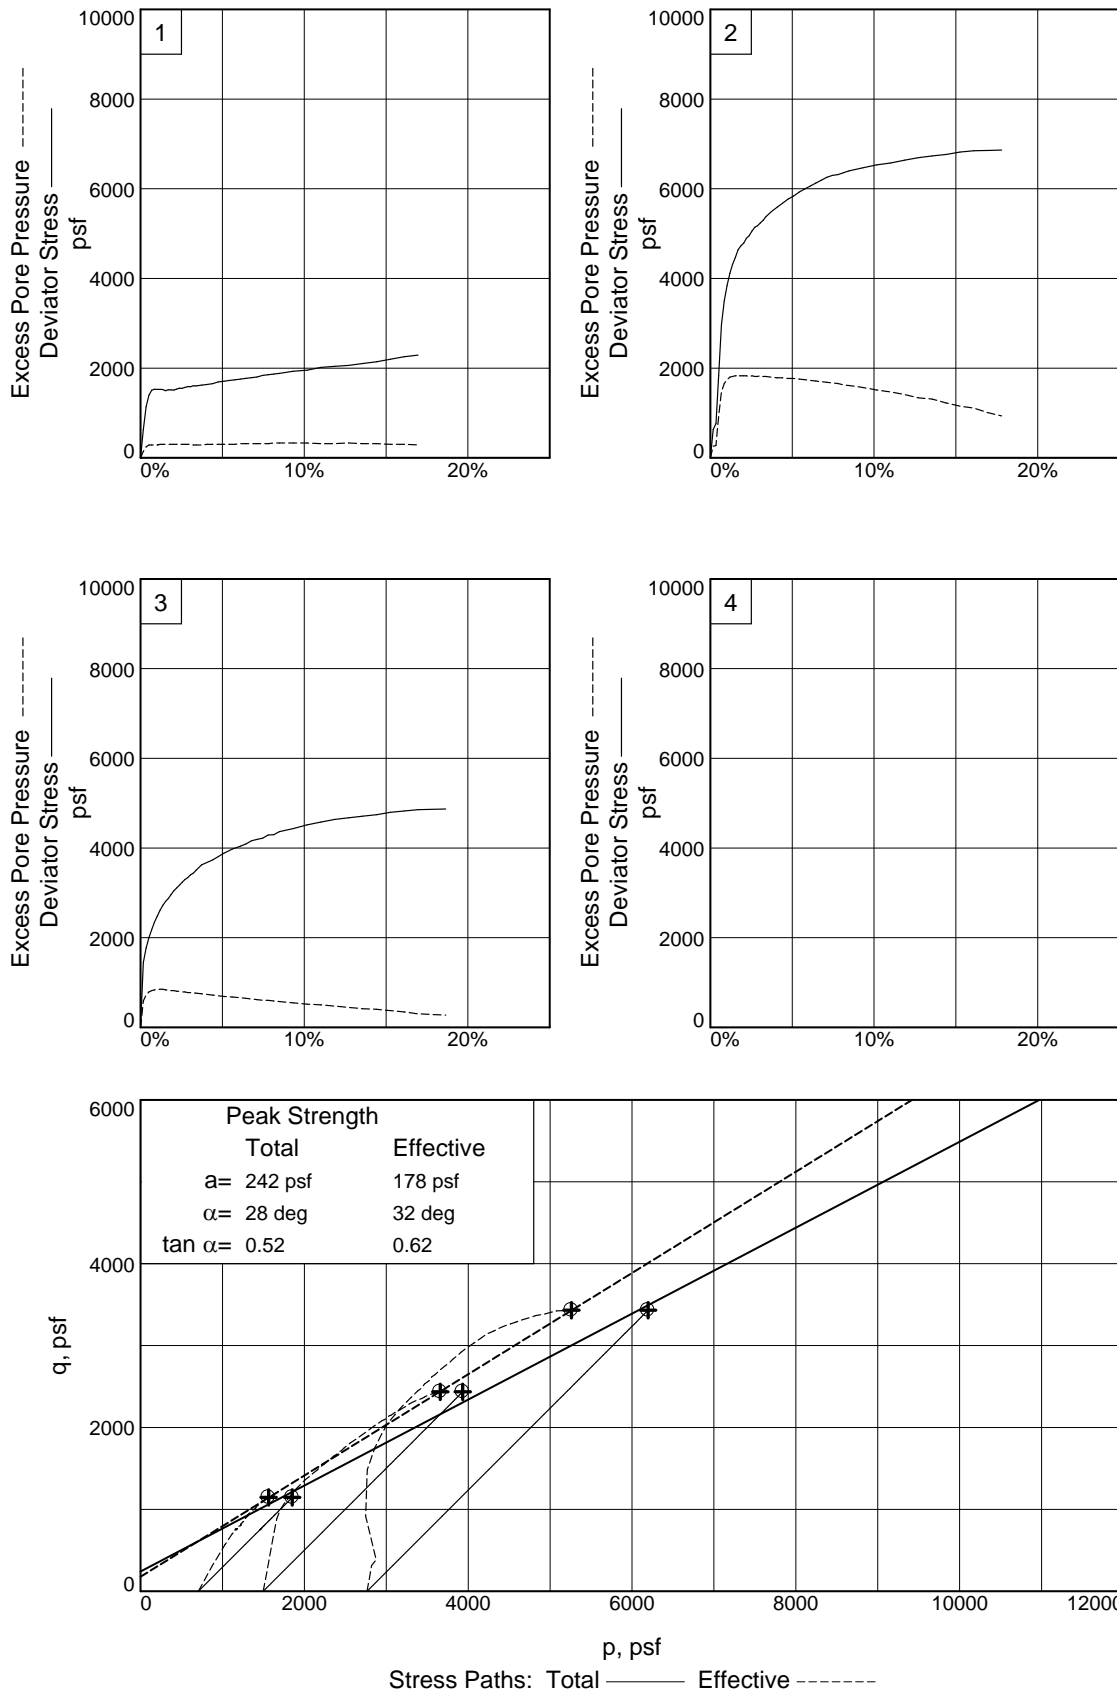 1
10000
8000
6000
4000
2000
0
0%
10%
20%
Excess Pore Pressure
Deviator Stress
psf
2
10000
8000
6000
4000
2000
0
0%
10%
20%
Excess Pore Pressure
Deviator Stress
psf
3
10000
8000
6000
4000
2000
0
0%
10%
20%
Excess Pore Pressure
Deviator Stress
psf
4
10000
8000
6000
4000
2000
0
0%
10%
20%
Excess Pore Pressure
Deviator Stress
psf
Peak Strength
Total Effective
a= 242 psf 178 psf
α= 28 deg 32 deg
tan α= 0.52 0.62
6000
4000
2000
0
q, psf
0 2000 4000 6000 8000 10000 12000
p, psf
Stress Paths: Total Effective